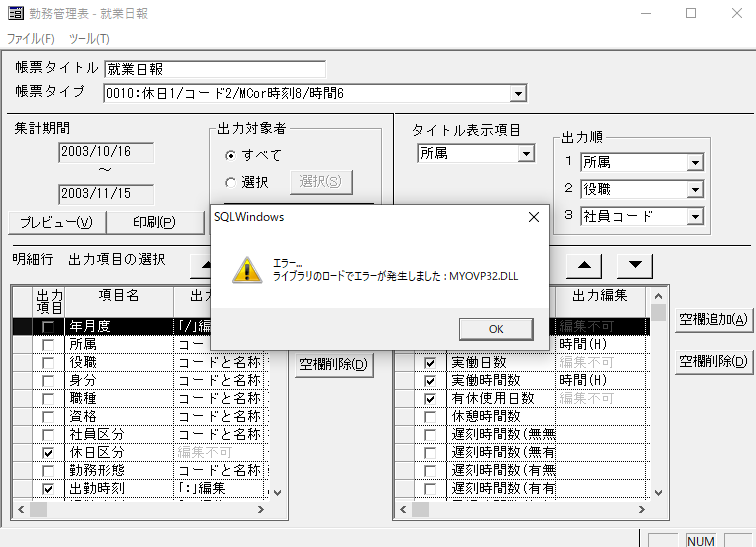 勤務管理表 - 就業日報
ファイル(F) ツール(T)
帳票タイトル 就業日報
帳票タイプ 0010:休日1/コード2/MCor時刻8/時間6
集計期間
2003/10/16
～
2003/11/15
プレビュー(V) 印刷(P)
出力対象者
すべて
選択 選択(S)
タイトル表示項目
所属
出力順
1 所属
2 役職
3 社員コード
SQLWindows
エラー...
ライブラリのロードでエラーが発生しました : MYOVP32.DLL
OK
明細行 出力項目の選択
出力項目 項目名
年月度 「/」編
所属 コード
役職 コードと名称
身分 コードと名称
職種 コードと名称
資格 コードと名称
社員区分 コードと名称
休日区分 編集不可
勤務形態 コードと名称
出勤時刻 「:」編集
空欄削除(D)
出力編集
編集不可
時間(H)
実働日数 編集不可
実働時間数 時間(H)
有休使用日数 編集不可
休憩時間数
遅刻時間数(無無
遅刻時間数(無有
遅刻時間数(有無
遅刻時間数(有有
空欄追加(A)
空欄削除(D)
NUM